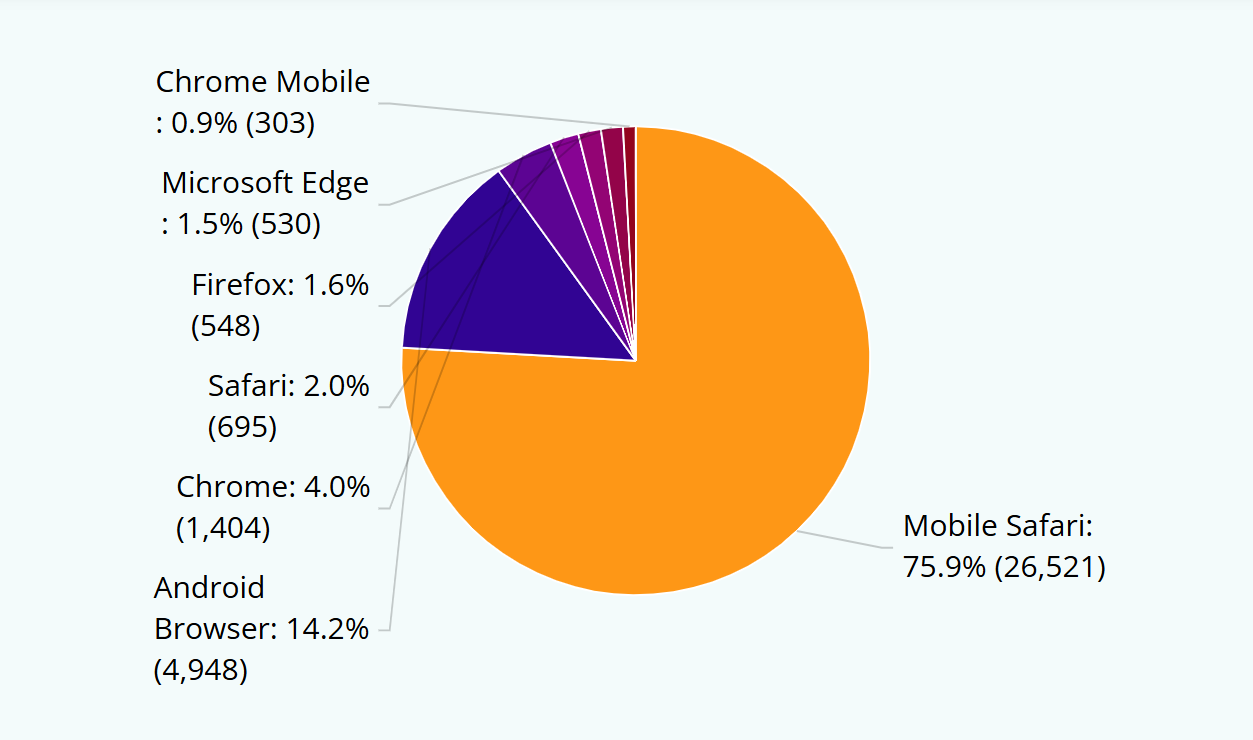 Chrome Mobile
: 0.9% (303)
Microsoft Edge
: 1.5% (530)
Firefox: 1.6%
(548)
Safari: 2.0%
(695)
Chrome: 4.0%
(1,404)
Android
Browser: 14.2%
(4,948)
Mobile Safari:
75.9% (26,521)